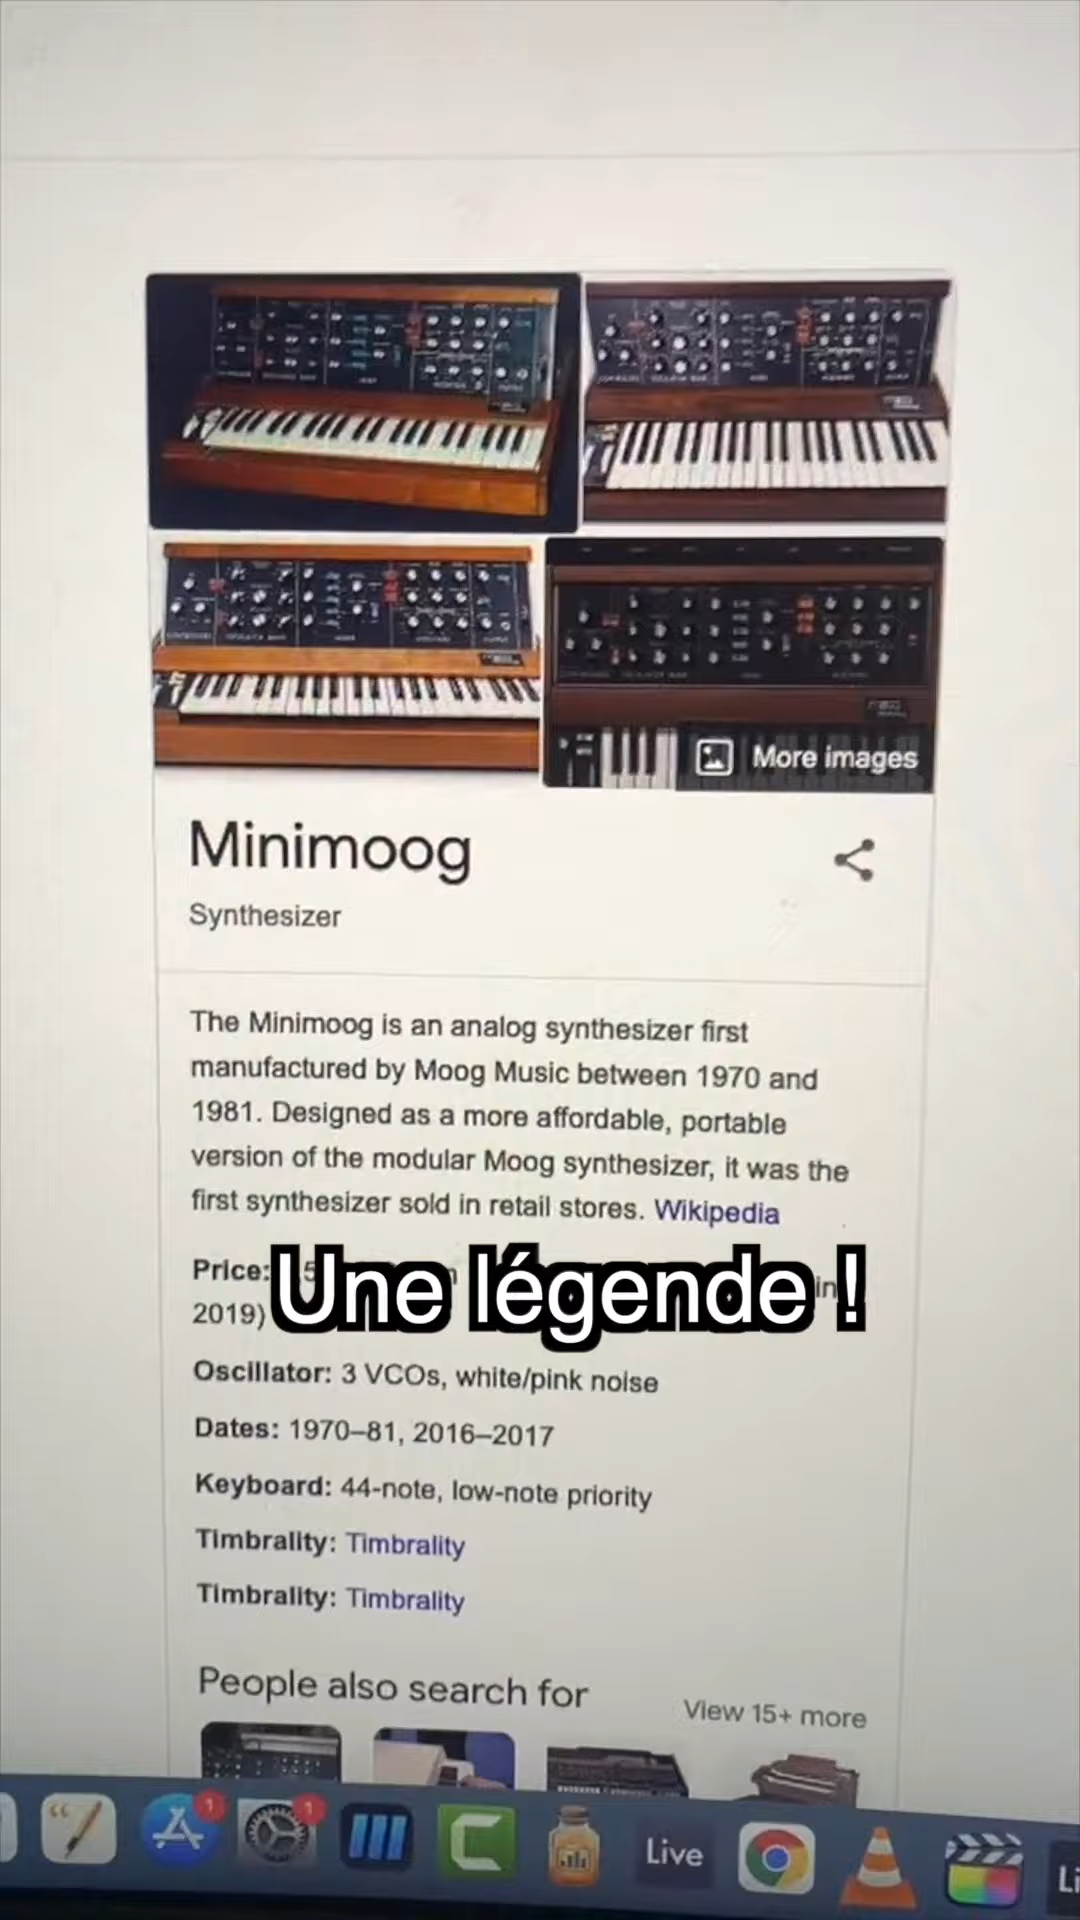 More images
Minimoog
Synthesizer
The Minimoog is an analog synthesizer first
manufactured by Moog Music between 1970 and
1981. Designed as a more affordable, portable
version of the modular Moog synthesizer, it was the
first synthesizer sold in retail stores. Wikipedia
Price:
in
2019)
Une légende !
Oscillator: 3 VCOs, white/pink noise
Dates: 1970–81, 2016–2017
Keyboard: 44-note, low-note priority
Timbrality: Timbrality
Timbrality: Timbrality
People also search for
View 15+ more
1
1
Live